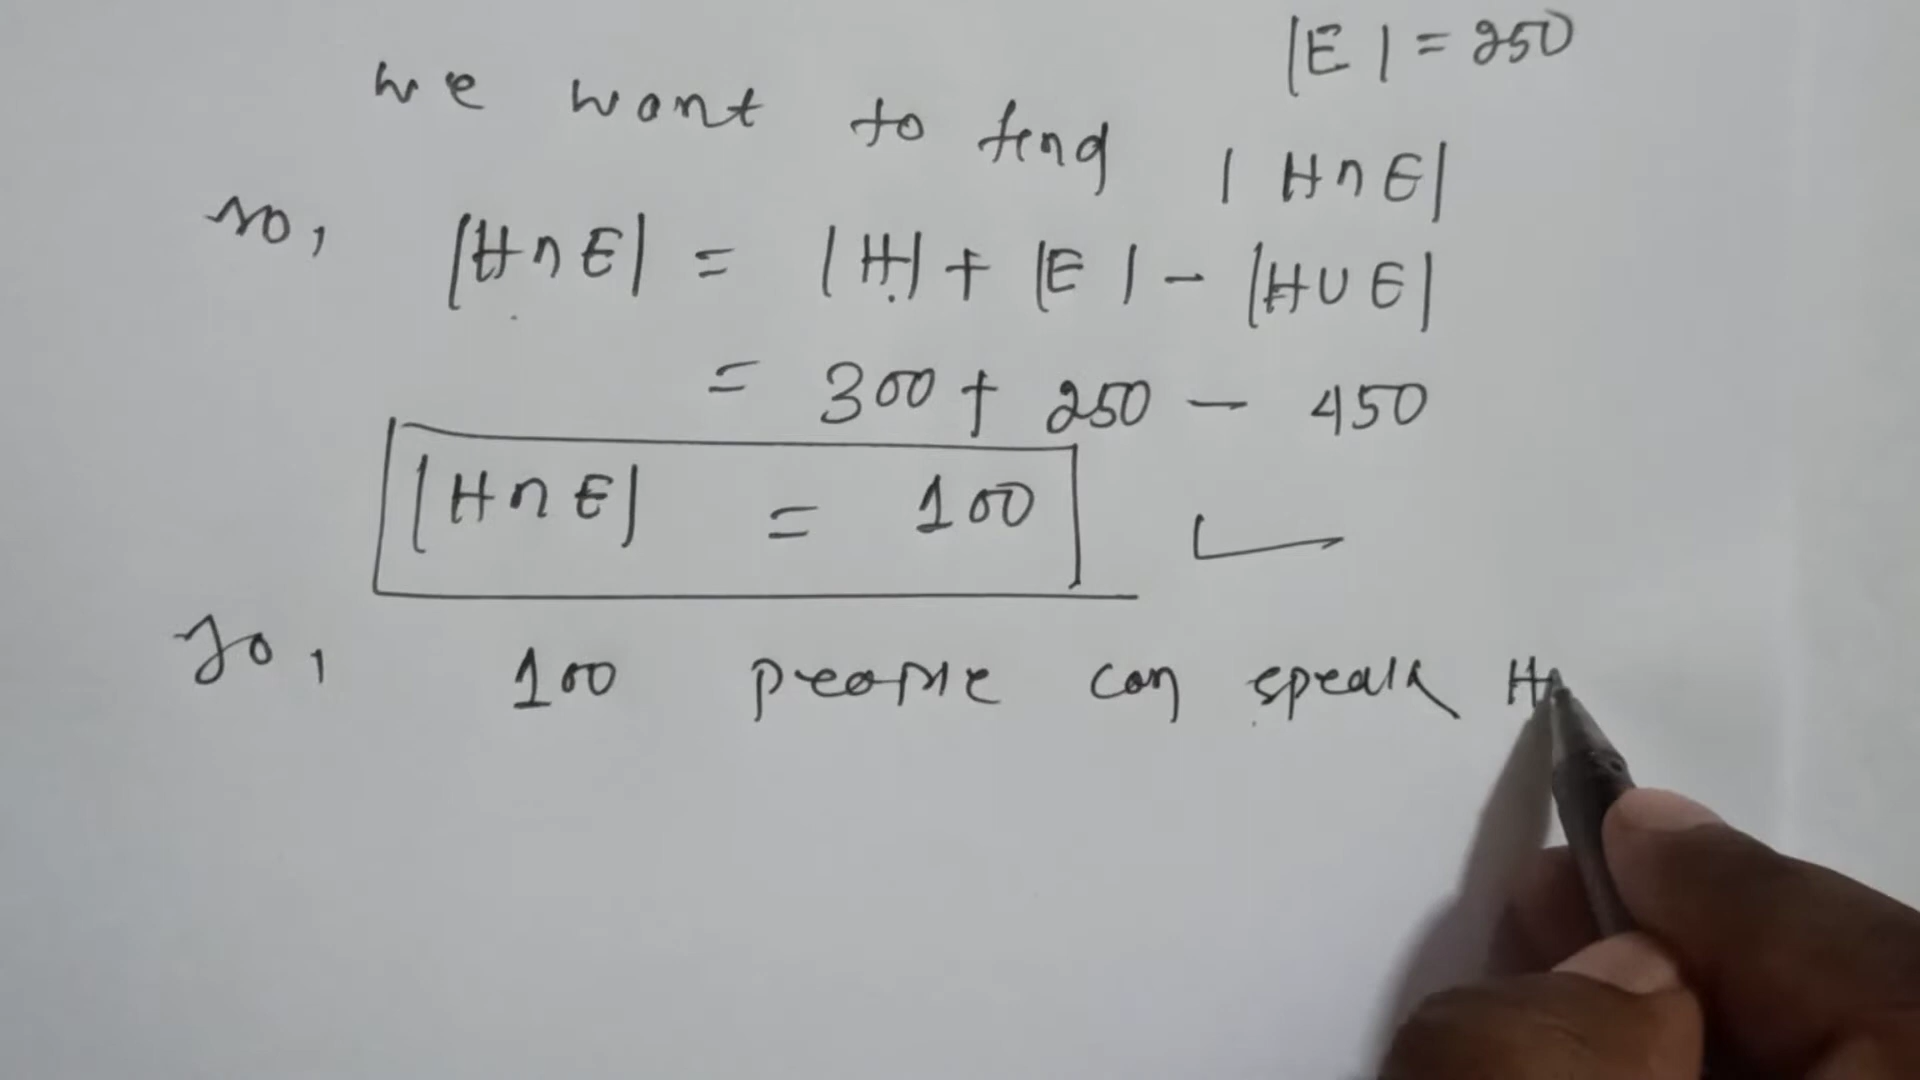 |E| = 250
we want to find |H∩E|
so, |H∩E| = |H| + |E| - |H∪E|
= 300 + 250 - 450
|H∩E| = 100
So, 100 people can speak H